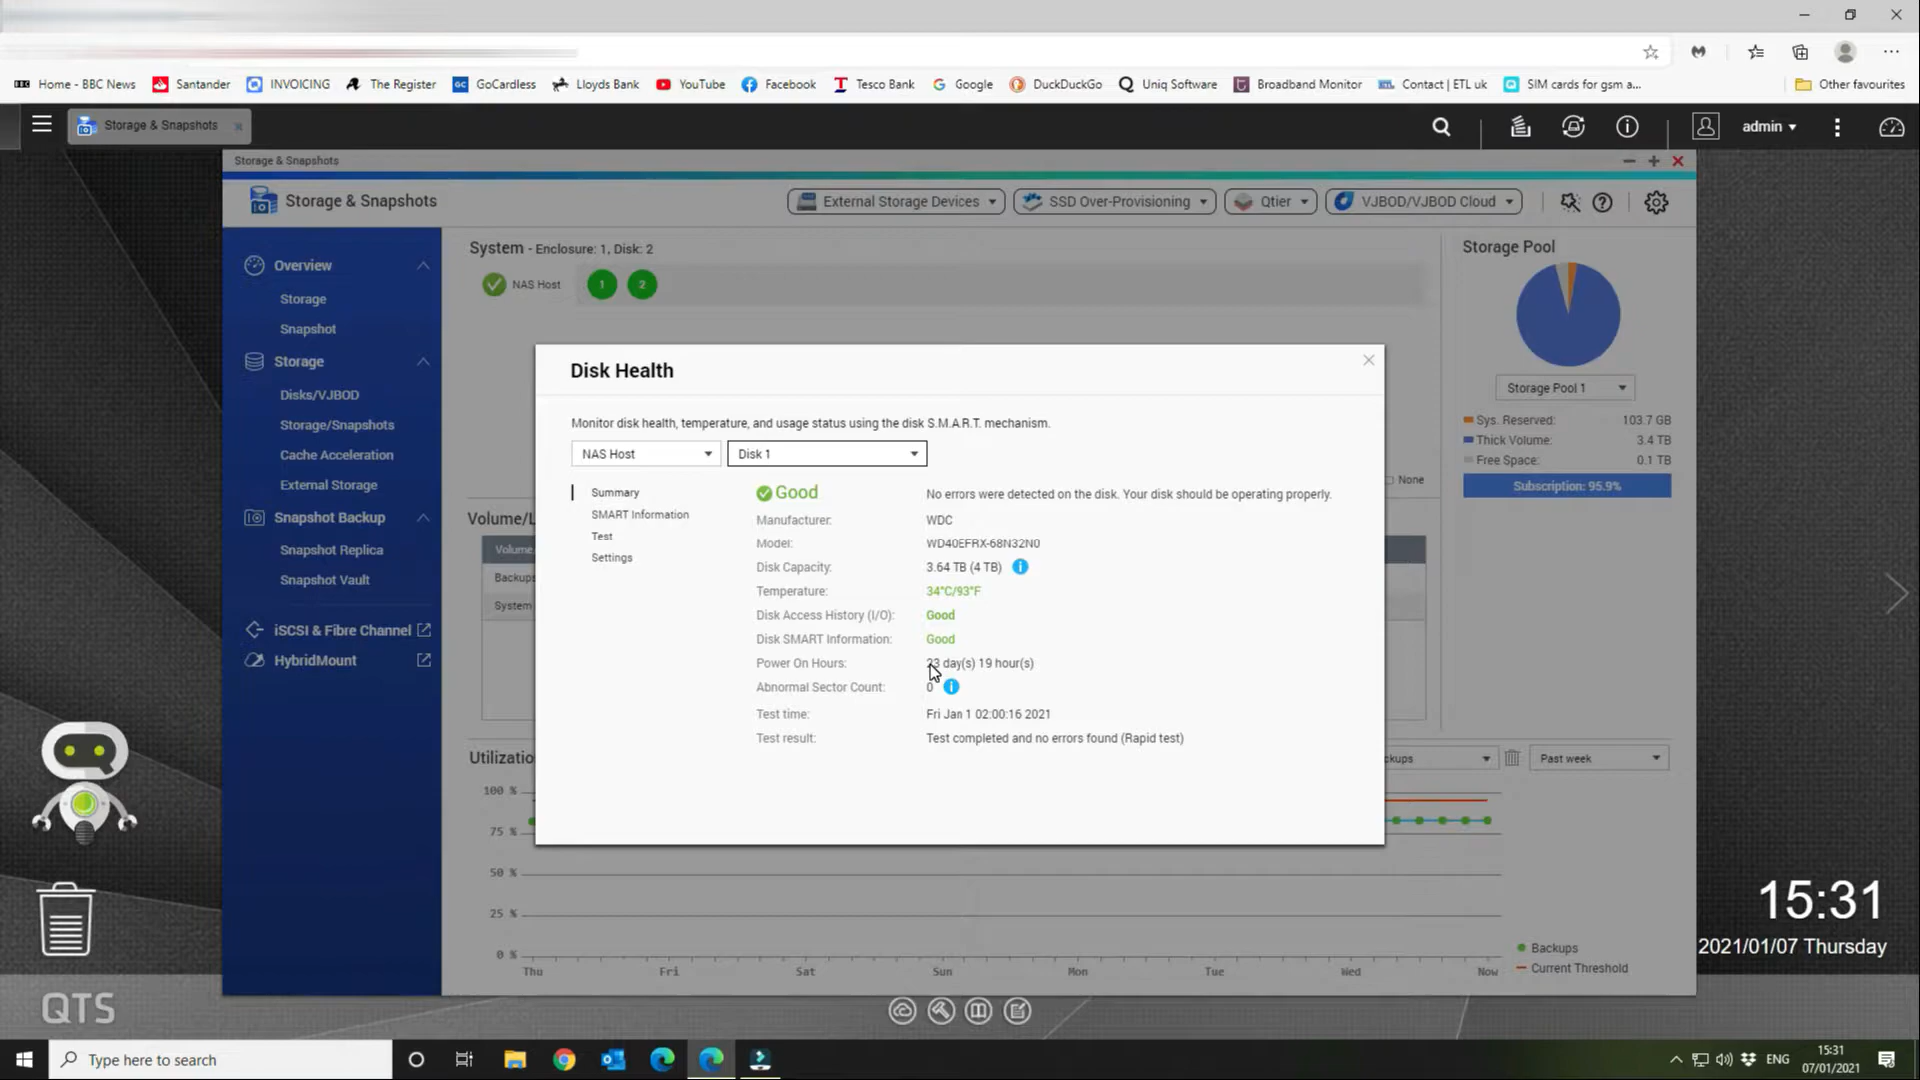 Home - BBC News
Santander
INVOICING
The Register
GoCardless
Lloyds Bank
YouTube
Facebook
Tesco Bank
Google
DuckDuckGo
Uniq Software
Broadband Monitor
Contact | ETL uk
SIM cards for gsm a...
Other favourites
Storage & Snapshots
admin
Storage & Snapshots
Storage & Snapshots
External Storage Devices
SSD Over-Provisioning
Qtier
VJBOD/VJBOD Cloud
Overview
Storage
Snapshot
Storage
Disks/VJBOD
Storage/Snapshots
Cache Acceleration
External Storage
Snapshot Backup
Snapshot Replica
Snapshot Vault
iSCSI & Fibre Channel
HybridMount
System - Enclosure: 1, Disk: 2
NAS Host
1
2
Storage Pool
Storage Pool 1
Sys. Reserved: 103.7 GB
Thick Volume: 3.4 TB
Free Space: 0.1 TB
Subscription: 95.9%
None
Volume/L
Volume
Backups
System
Disk Health
Monitor disk health, temperature, and usage status using the disk S.M.A.R.T. mechanism.
NAS Host
Disk 1
Summary
SMART Information
Test
Settings
Good
No errors were detected on the disk. Your disk should be operating properly.
Manufacturer: WDC
Model: WD40EFRX-68N32N0
Disk Capacity: 3.64 TB (4 TB)
Temperature: 34°C/93°F
Disk Access History (I/O): Good
Disk SMART Information: Good
Power On Hours: 23 day(s) 19 hour(s)
Abnormal Sector Count: 0
Test time: Fri Jan 1 02:00:16 2021
Test result: Test completed and no errors found (Rapid test)
Utilizatio
ckups
Past week
100 %
75 %
50 %
25 %
0 %
Thu
Fri
Sat
Sun
Mon
Tue
Wed
Now
Backups
Current Threshold
15:31
2021/01/07 Thursday
QTS
Type here to search
ENG
15:31
07/01/2021